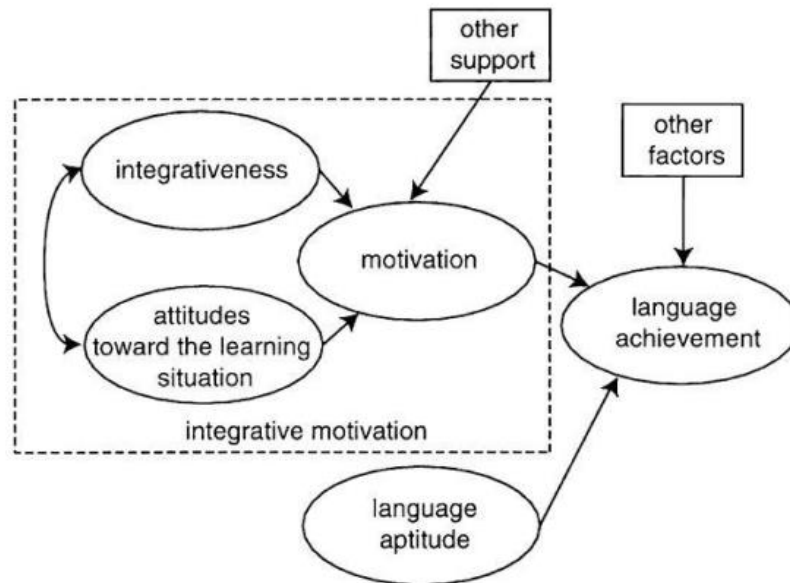 other
support
other
factors
integrativeness
motivation
attitudes
toward the learning
situation
language
achievement
integrative motivation
language
aptitude